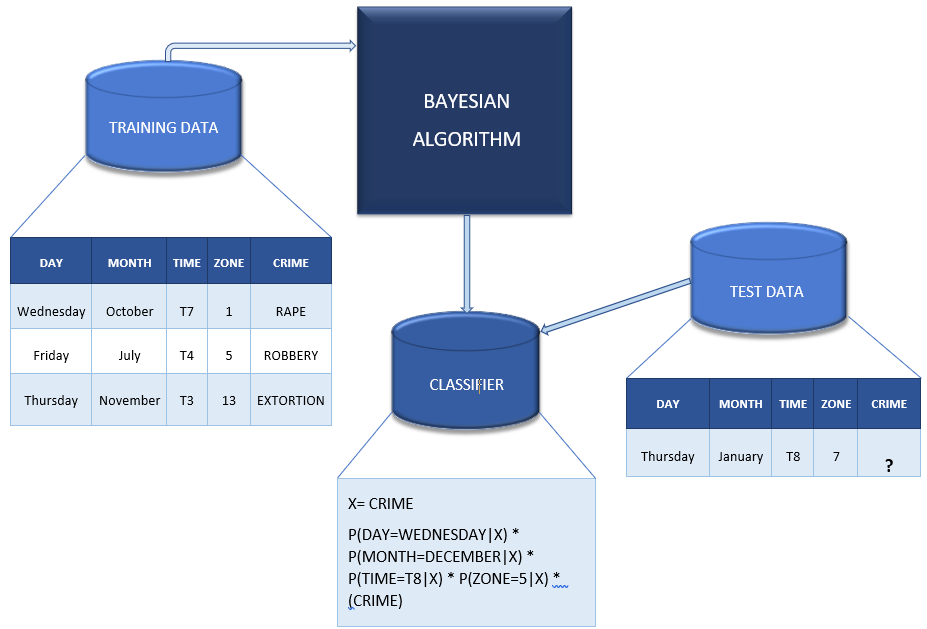 BAYESIAN
ALGORITHM
TRAINING DATA
DAY MONTH TIME ZONE CRIME
Wednesday October T7 1 RAPE
Friday July T4 5 ROBBERY
Thursday November T3 13 EXTORTION
TEST DATA
DAY MONTH TIME ZONE CRIME
Thursday January T8 7 ?
CLASSIFIER
X= CRIME
P(DAY=WEDNESDAY|X) *
P(MONTH=DECEMBER|X) *
P(TIME=T8|X) * P(ZONE=5|X) *
(CRIME)